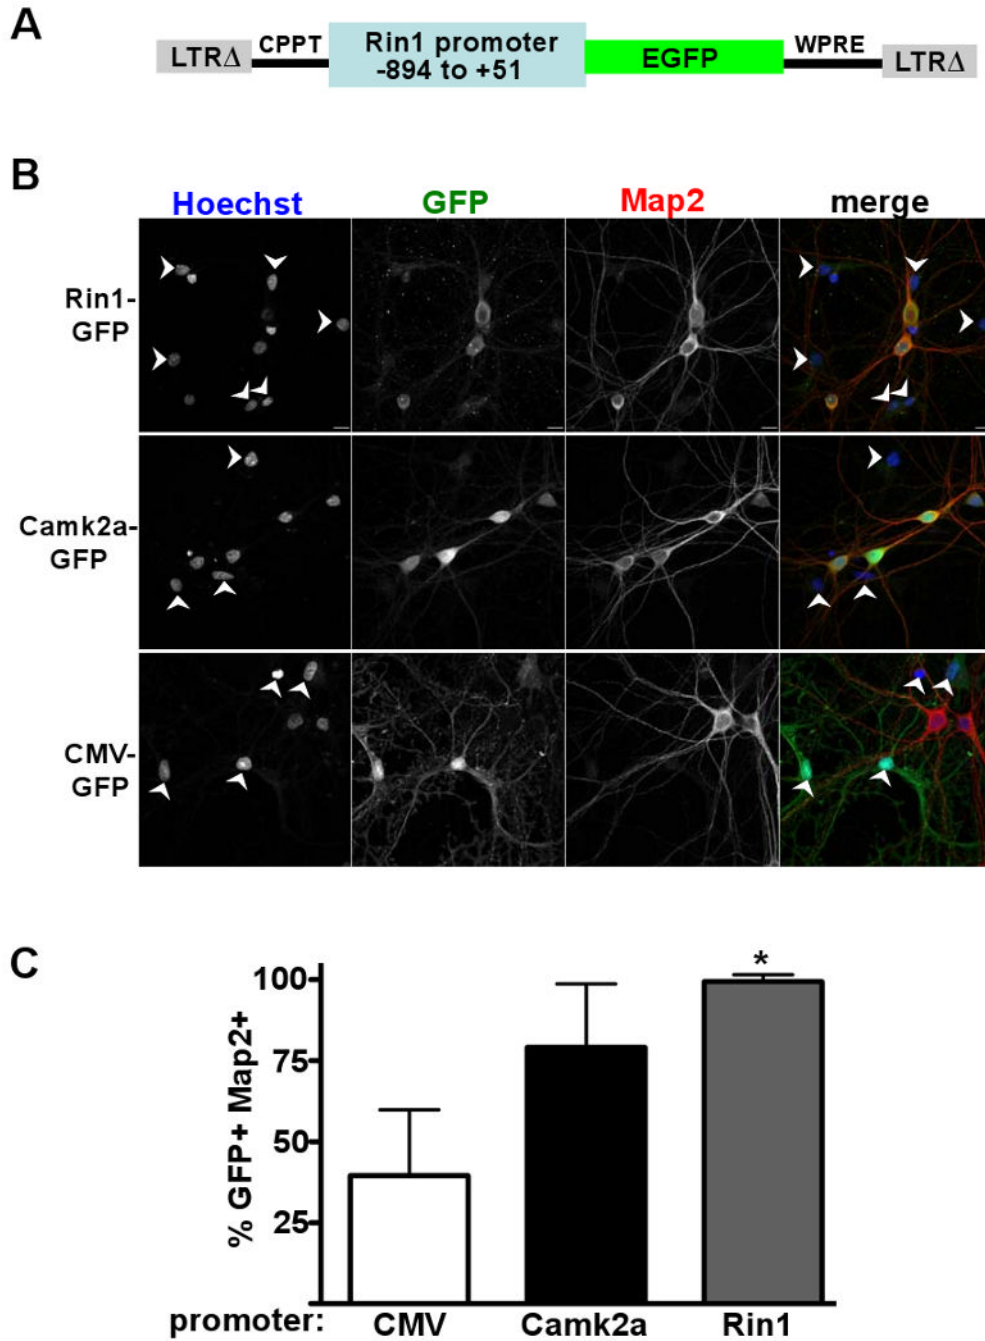 A
LTRΔ CPPT Rin1 promoter -894 to +51 EGFP WPRE LTRΔ
B
Hoechst GFP Map2 merge
Rin1-
GFP
Camk2a-
GFP
CMV-
GFP
C
% GFP+ Map2+
100
75
50
25
*
promoter: CMV Camk2a Rin1